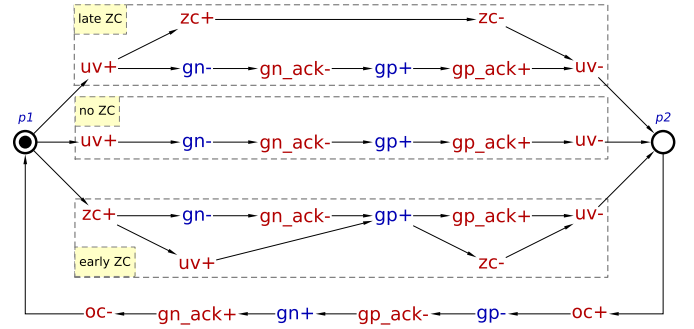 late ZC
zc+ zc-
uv+ gn- gn_ack- gp+ gp_ack+ uv-
p1 no ZC p2
uv+ gn- gn_ack- gp+ gp_ack+ uv-
zc+ gn- gn_ack- gp+ gp_ack+ uv-
early ZC uv+ zc-
oc- gn_ack+ gn+ gp_ack- gp- oc+